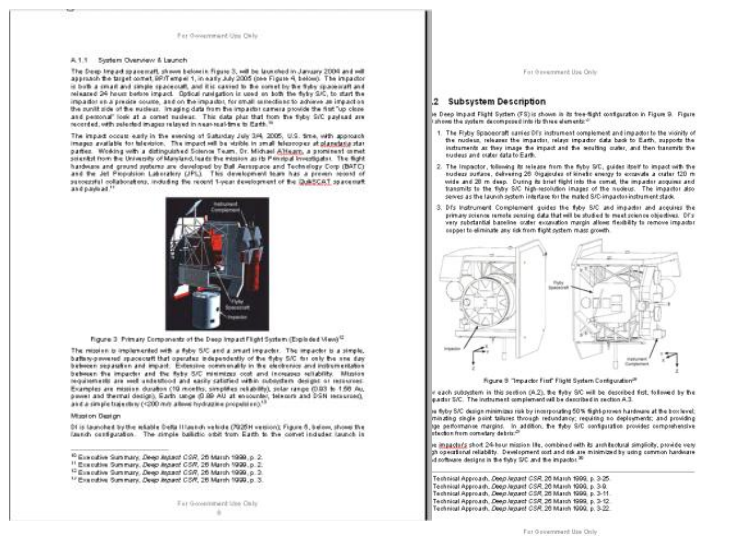 For Government Use Only
A.1.1 System Overview & Launch
The Deep Impact spacecraft, shown below in Figure 3, will be launched in January 2004 and will
approach the target comet, 9P/Tempel 1, in early July 2005 (see Figure 4, below). The impactor
is both a smart and simple spacecraft, and it is carried to the comet by the flyby spacecraft and
released 24 hours before impact. Optical navigation is used on both the flyby S/C, to start the
impactor on a precise course, and on the impactor, for small corrections to achieve an impact on
the sunlit side of the nucleus. Imaging data from the impactor camera provide the first "up close
and personal" look at a comet nucleus. This data plus that from the flyby S/C payload are
recorded, with selected images relayed in near real-time to Earth.
The impact occurs early in the evening of Saturday July 3/4, 2005, U.S. time, with approach
images available for television. The impact will be visible in small telescopes at planetaria star
parties. Working with a distinguished Science Team, Dr. Michael A'Hearn, a prominent comet
scientist from the University of Maryland, leads the mission as its Principal Investigator. The flight
hardware and ground systems are developed by Ball Aerospace and Technology Corp (BATC)
and the Jet Propulsion Laboratory (JPL). This development team has a proven record of
successful collaborations, including the recent 1-year development of the QuikSCAT spacecraft
and payload.
Instrument
Complement
Flyby
Spacecraft
Impactor
Figure 3 Primary Components of the Deep Impact Flight System (Exploded View)
The mission is implemented with a flyby S/C and a smart impactor. The impactor is a simple,
battery-powered spacecraft that operates independently of the flyby S/C for only the one day
between separation and impact. Extensive commonality in the electronics and instrumentation
between the impactor and the flyby S/C minimizes cost and increases reliability. Mission
requirements are well understood and easily satisfied within subsystem designs or resources.
Examples are mission duration (19 months, simplifies reliability), solar range (0.93 to 1.56 Au,
power and thermal design), Earth range (0.89 AU at encounter, telecom and DSN resources),
and a simple trajectory (<200 m/s allows hydrazine propulsion).
Mission Design
DI is launched by the reliable Delta II launch vehicle (7925H version); Figure 5, below, shows the
launch configuration. The simple ballistic orbit from Earth to the comet includes launch in
10 Executive Summary, Deep Impact CSR, 26 March 1999, p. 2.
11 Executive Summary, Deep Impact CSR, 26 March 1999, p. 2.
12 Executive Summary, Deep Impact CSR, 26 March 1999, p. 3.
13 Executive Summary, Deep Impact CSR, 26 March 1999, p. 3.
For Government Use Only
For Government Use Only
.2 Subsystem Description
e Deep Impact Flight System (FS) is shown in its free-flight configuration in Figure 9. Figure
shows the system decomposed into its three elements:
1. The Flyby Spacecraft carries DI's instrument complement and impactor to the vicinity of
the nucleus, releases the impactor, relays impactor data back to Earth, supports the
instruments as they image the impact and the resulting crater, and then transmits the
nucleus and crater data to Earth.
2. The Impactor, following its release from the flyby S/C, guides itself to impact with the
nucleus surface, delivering 26 Gigajoules of kinetic energy to excavate a crater 120 m
wide and 28 m deep. During its brief flight into the comet, the impactor acquires and
transmits to the flyby S/C high-resolution images of the nucleus. The impactor also
serves as the launch system interface for the mated S/C-impactor-instrument stack.
3. DI's Instrument Complement guides the flyby S/C and impactor and acquires the
primary science remote sensing data that will be studied to meet science objectives. DI's
very substantial baseline crater excavation margin allows flexibility to remove impactor
copper to eliminate any risk from flight system mass growth.
Flyby
Spacecraft
Impactor
Instrument
Complement
Figure 9 "Impactor First" Flight System Configuration
r each subsystem in this section (A.2), the flyby S/C will be described first, followed by the
pactor S/C. The instrument complement will be described in section A.3.
e flyby S/C design minimizes risk by incorporating 50% flight-proven hardware at the box level;
minating single point failures through redundancy; requiring no deployments; and providing
ge performance margins. In addition, the flyby S/C configuration provides comprehensive
tection from cometary debris.
e impactor's short 24-hour mission life, combined with its architectural simplicity, provide very
gh operational reliability. Development cost and risk are minimized by using common hardware
d software designs in the flyby S/C and the impactor.
Technical Approach, Deep Impact CSR, 26 March 1999, p. 3-25.
Technical Approach, Deep Impact CSR, 26 March 1999, p. 3-9.
Technical Approach, Deep Impact CSR, 26 March 1999, p. 3-11.
Technical Approach, Deep Impact CSR, 26 March 1999, p. 3-12.
Technical Approach, Deep Impact CSR, 26 March 1999, p. 3-22.
For Government Use Only